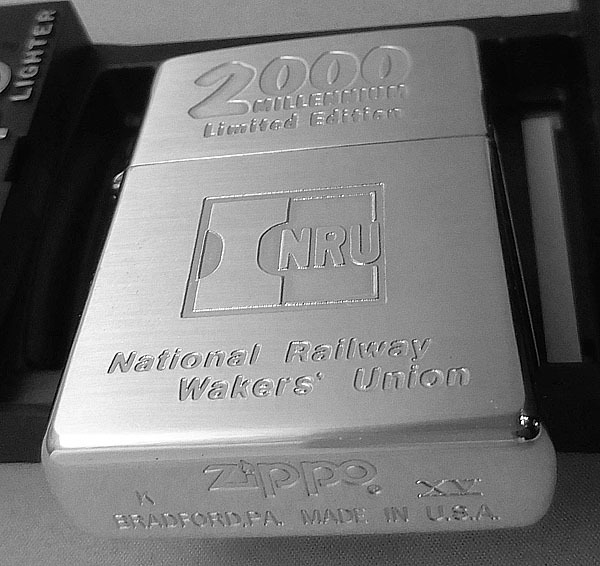 LIGHTER
2000
MILLENNIUM
Limited Edition
NRU
National Railway
Wakers' Union
zippo
K XV
BRADFORD,PA. MADE IN U.S.A.